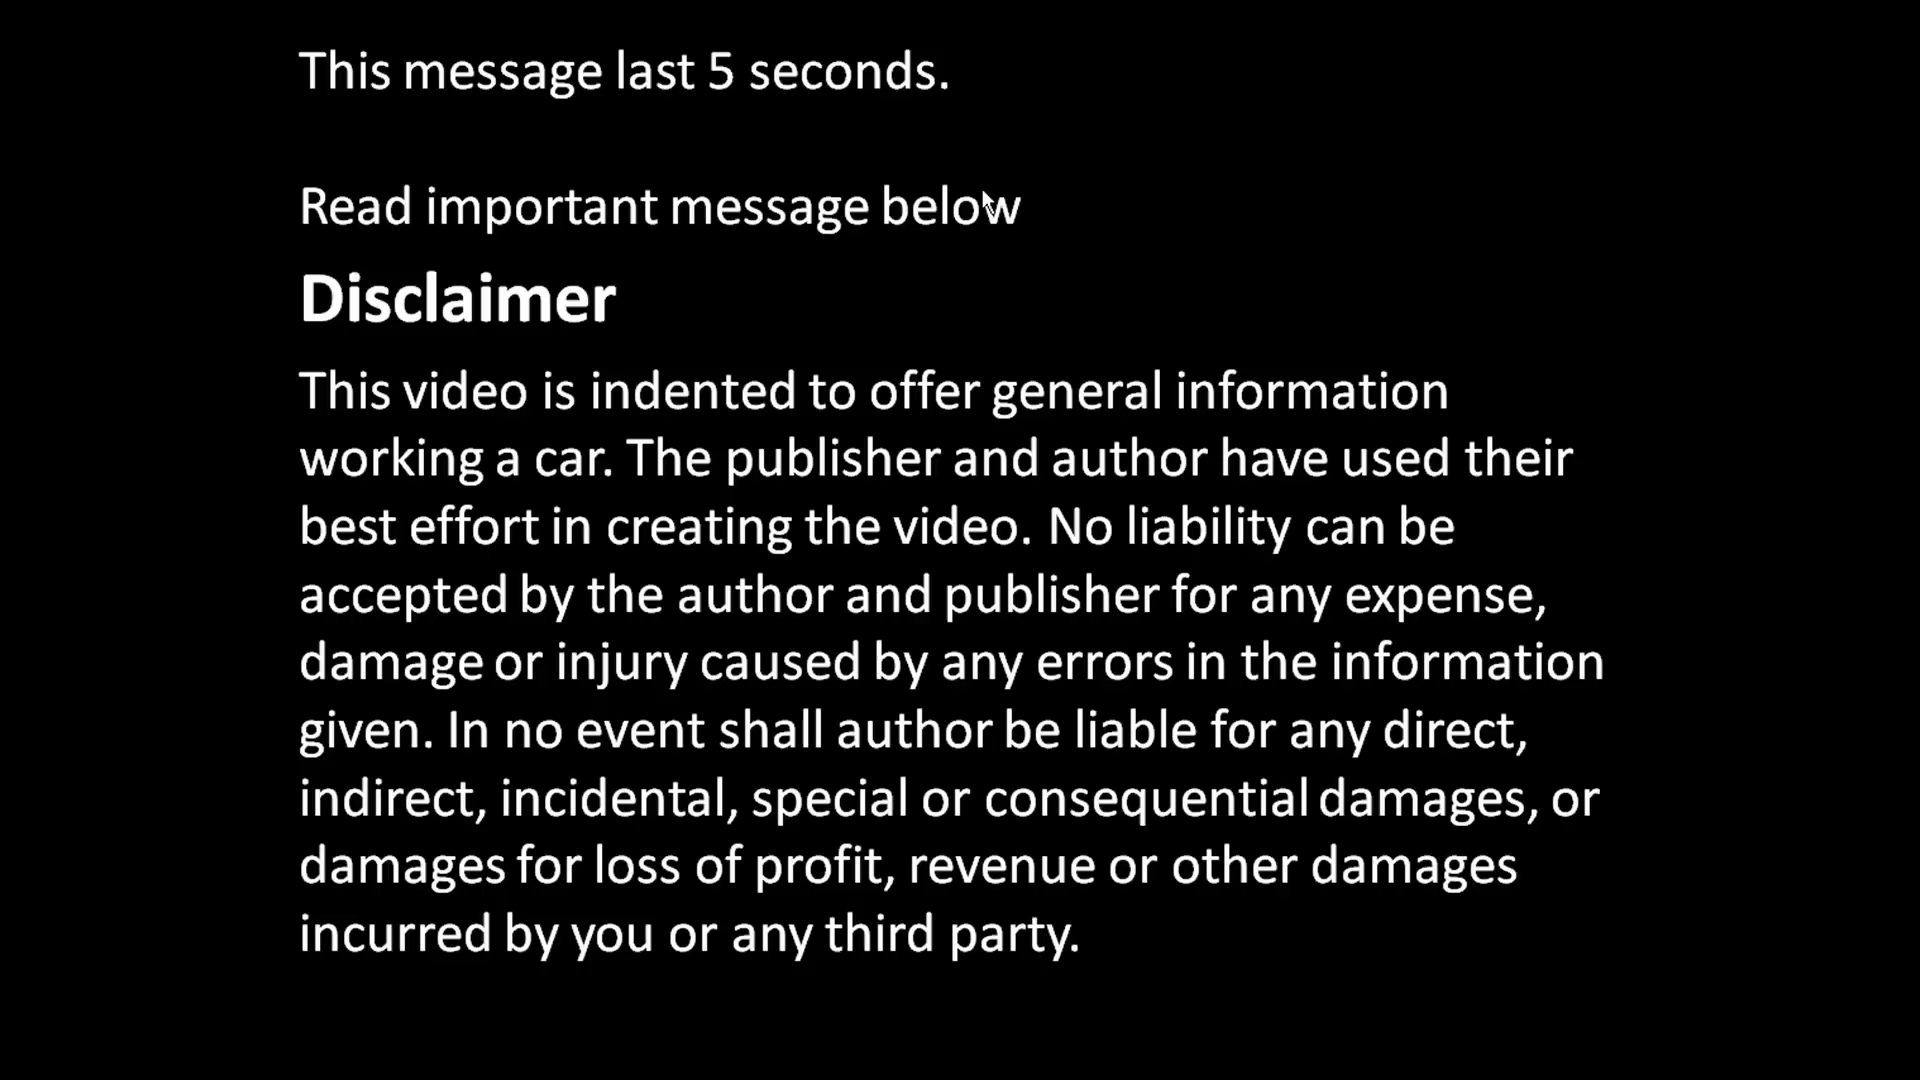 This message last 5 seconds.
Read important message below
Disclaimer
This video is indented to offer general information
working a car. The publisher and author have used their
best effort in creating the video. No liability can be
accepted by the author and publisher for any expense,
damage or injury caused by any errors in the information
given. In no event shall author be liable for any direct,
indirect, incidental, special or consequential damages, or
damages for loss of profit, revenue or other damages
incurred by you or any third party.